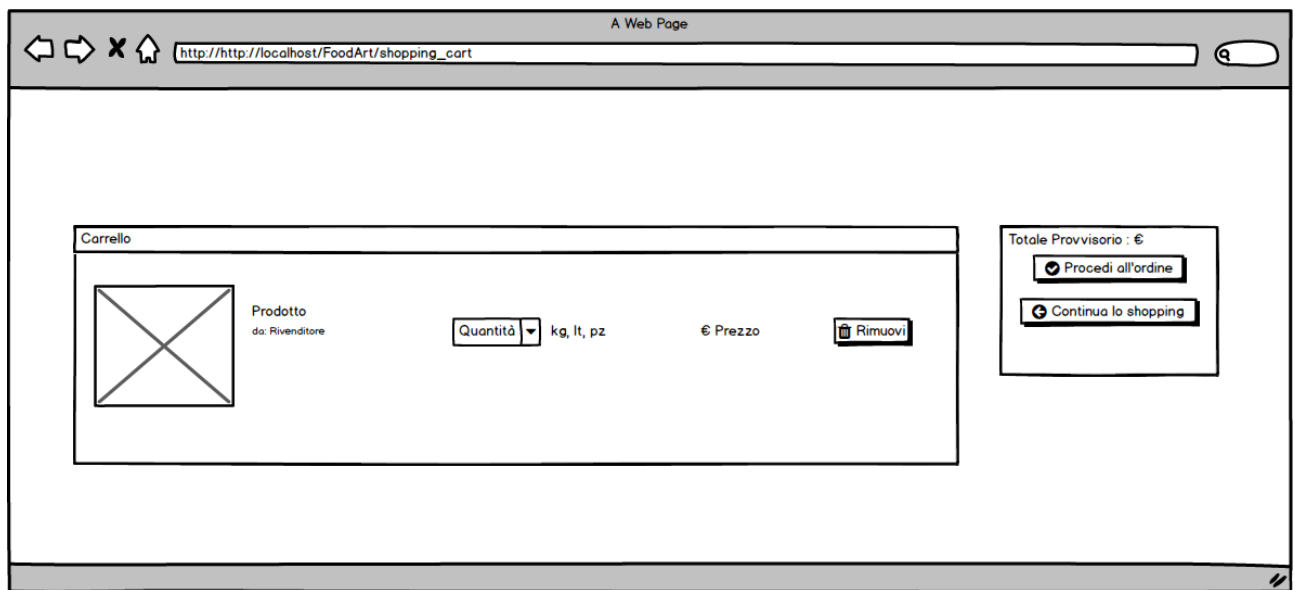 A Web Page
http://http://localhost/FoodArt/shopping_cart
Carrello
Prodotto
da: Rivenditore
Quantità kg, lt, pz € Prezzo Rimuovi
Totale Provvisorio : €
Procedi all'ordine
Continua lo shopping